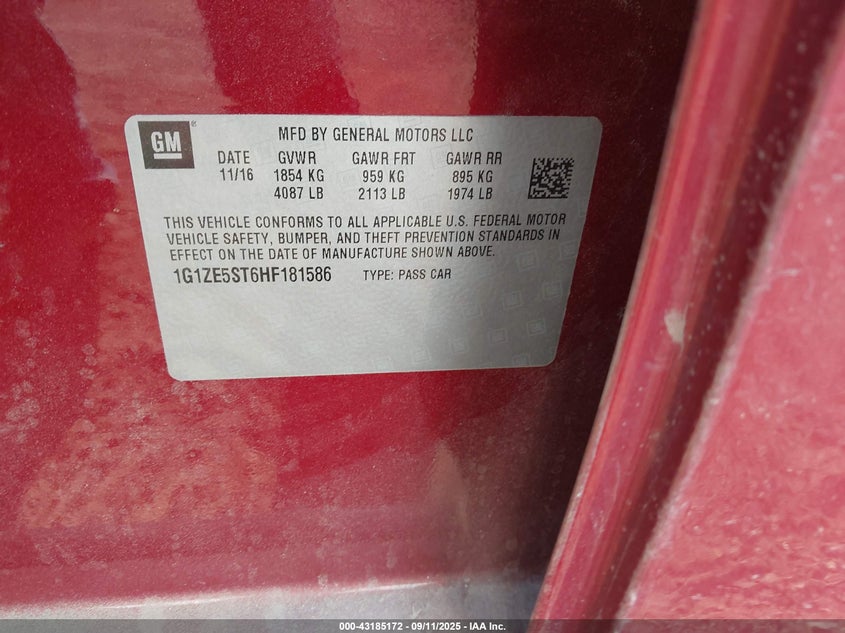 GM
MFD BY GENERAL MOTORS LLC
DATE GVWR GAWR FRT GAWR RR
11/16 1854 KG 959 KG 895 KG
4087 LB 2113 LB 1974 LB
THIS VEHICLE CONFORMS TO ALL APPLICABLE U.S. FEDERAL MOTOR
VEHICLE SAFETY, BUMPER, AND THEFT PREVENTION STANDARDS IN
EFFECT ON THE DATE OF MANUFACTURE SHOWN ABOVE.
1G1ZE5ST6HF181586 TYPE: PASS CAR
000-43185172 - 09/11/2025 - IAA Inc.